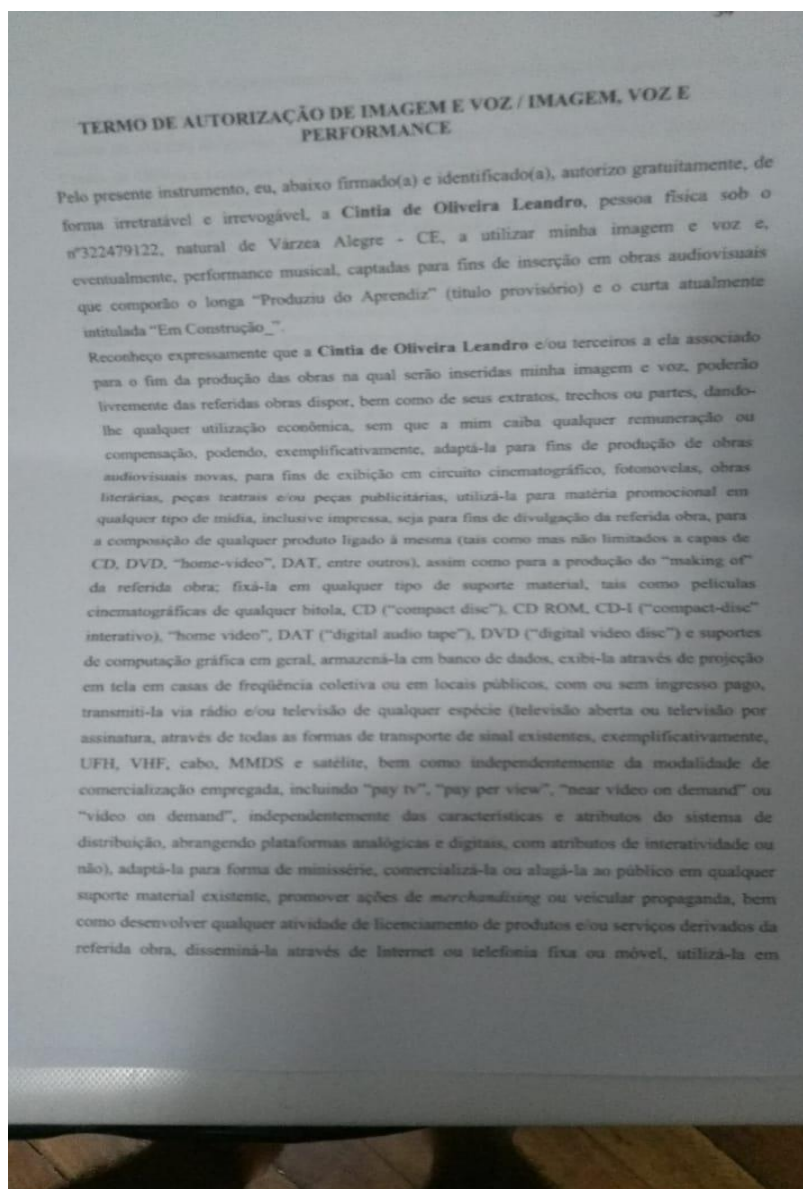 TERMO DE AUTORIZAÇÃO DE IMAGEM E VOZ / IMAGEM, VOZ E
PERFORMANCE
Pelo presente instrumento, eu, abaixo firmado(a) e identificado(a), autorizo gratuitamente, de
forma irretratável e irrevogável, a Cintia de Oliveira Leandro, pessoa física sob o
nº322479122, natural de Várzea Alegre - CE, a utilizar minha imagem e voz e,
eventualmente, performance musical, captadas para fins de inserção em obras audiovisuais
que comporão o longa “Produziu do Aprendiz” (título provisório) e o curta atualmente
intitulada “Em Construção_”.
Reconheço expressamente que a Cintia de Oliveira Leandro e/ou terceiros a ela associado
para o fim da produção das obras na qual serão inseridas minha imagem e voz, poderão
livremente das referidas obras dispor, bem como de seus extratos, trechos ou partes, dando-
lhe qualquer utilização econômica, sem que a mim caiba qualquer remuneração ou
compensação, podendo, exemplificativamente, adaptá-la para fins de produção de obras
audiovisuais novas, para fins de exibição em circuito cinematográfico, fotonovelas, obras
literárias, peças teatrais e/ou peças publicitárias, utilizá-la para matéria promocional em
qualquer tipo de mídia, inclusive impressa, seja para fins de divulgação da referida obra, para
a composição de qualquer produto ligado à mesma (tais como mas não limitados a capas de
CD, DVD, “home-video”, DAT, entre outros), assim como para a produção do “making of”
da referida obra; fixá-la em qualquer tipo de suporte material, tais como películas
cinematográficas de qualquer bitola, CD (“compact disc”), CD ROM, CD-I (“compact-disc”
interativo), “home video”, DAT (“digital audio tape”), DVD (“digital video disc”) e suportes
de computação gráfica em geral, armazená-la em banco de dados, exibi-la através de projeção
em tela em casas de freqüência coletiva ou em locais públicos, com ou sem ingresso pago,
transmiti-la via rádio e/ou televisão de qualquer espécie (televisão aberta ou televisão por
assinatura, através de todas as formas de transporte de sinal existentes, exemplificativamente,
UFH, VHF, cabo, MMDS e satélite, bem como independentemente da modalidade de
comercialização empregada, incluindo “pay tv”, “pay per view”, “near video on demand” ou
“video on demand”, independentemente das características e atributos do sistema de
distribuição, abrangendo plataformas analógicas e digitais, com atributos de interatividade ou
não), adaptá-la para forma de minissérie, comercializá-la ou alugá-la ao público em qualquer
suporte material existente, promover ações de merchandising ou veicular propaganda, bem
como desenvolver qualquer atividade de licenciamento de produtos e/ou serviços derivados da
referida obra, disseminá-la através de Internet ou telefonia fixa ou móvel, utilizá-la em